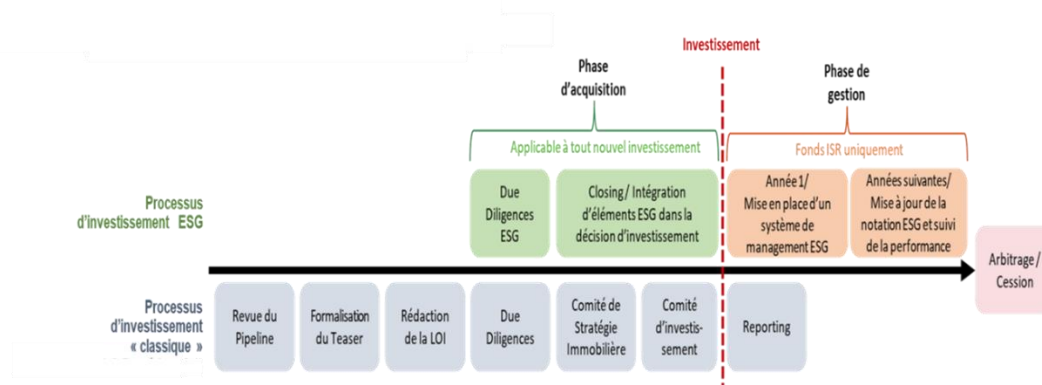 Investissement
Phase
d'acquisition
Phase de
gestion
Applicable à tout nouvel investissement
Fonds ISR uniquement
Processus
d'investissement ESG
Due
Diligences
ESG
Closing / Intégration
d'éléments ESG dans la
décision d'investissement
Année 1/
Mise en place d'un
système de
management ESG
Années suivantes/
Mise à jour de la
notation ESG et suivi
de la performance
Arbitrage /
Cession
Processus
d'investissement
« classique »
Revue du
Pipeline
Formalisation
du Teaser
Rédaction
de la LOI
Due
Diligences
Comité de
Stratégie
Immobilière
Comité
d'investis-
sement
Reporting